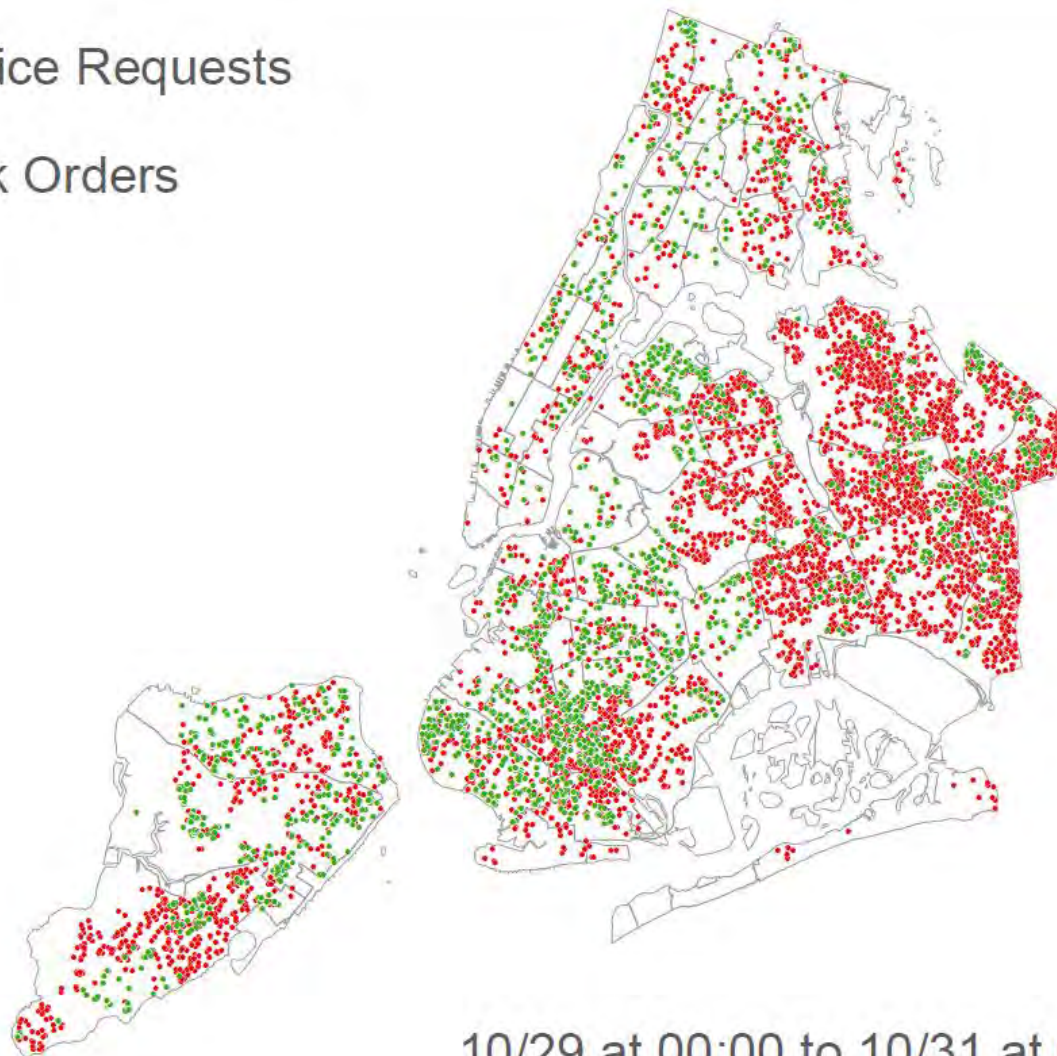 ice Requests
k Orders
10/29 at 00:00 to 10/31 at